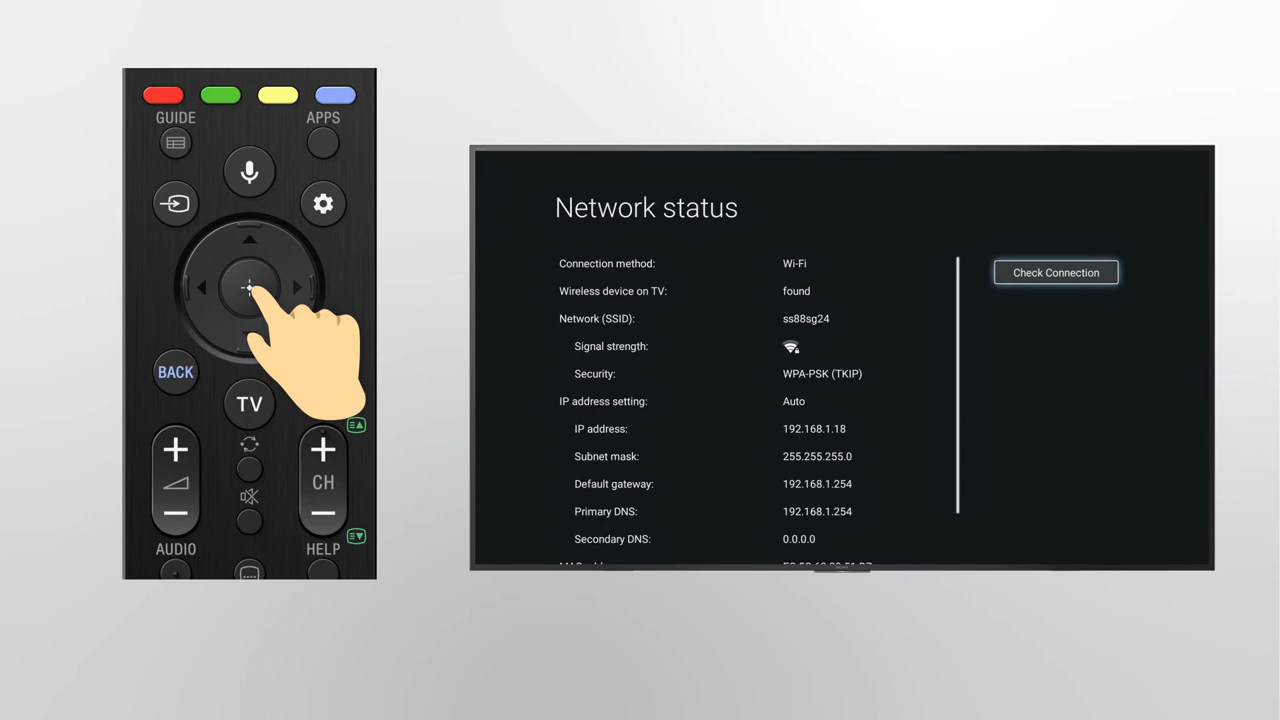 GUIDE APPS
BACK
TV
CH
AUDIO HELP
Network status
Connection method: Wi-Fi
Wireless device on TV: found
Network (SSID): ss88sg24
Signal strength:
Security: WPA-PSK (TKIP)
IP address setting: Auto
IP address: 192.168.1.18
Subnet mask: 255.255.255.0
Default gateway: 192.168.1.254
Primary DNS: 192.168.1.254
Secondary DNS: 0.0.0.0
Check Connection
SONY